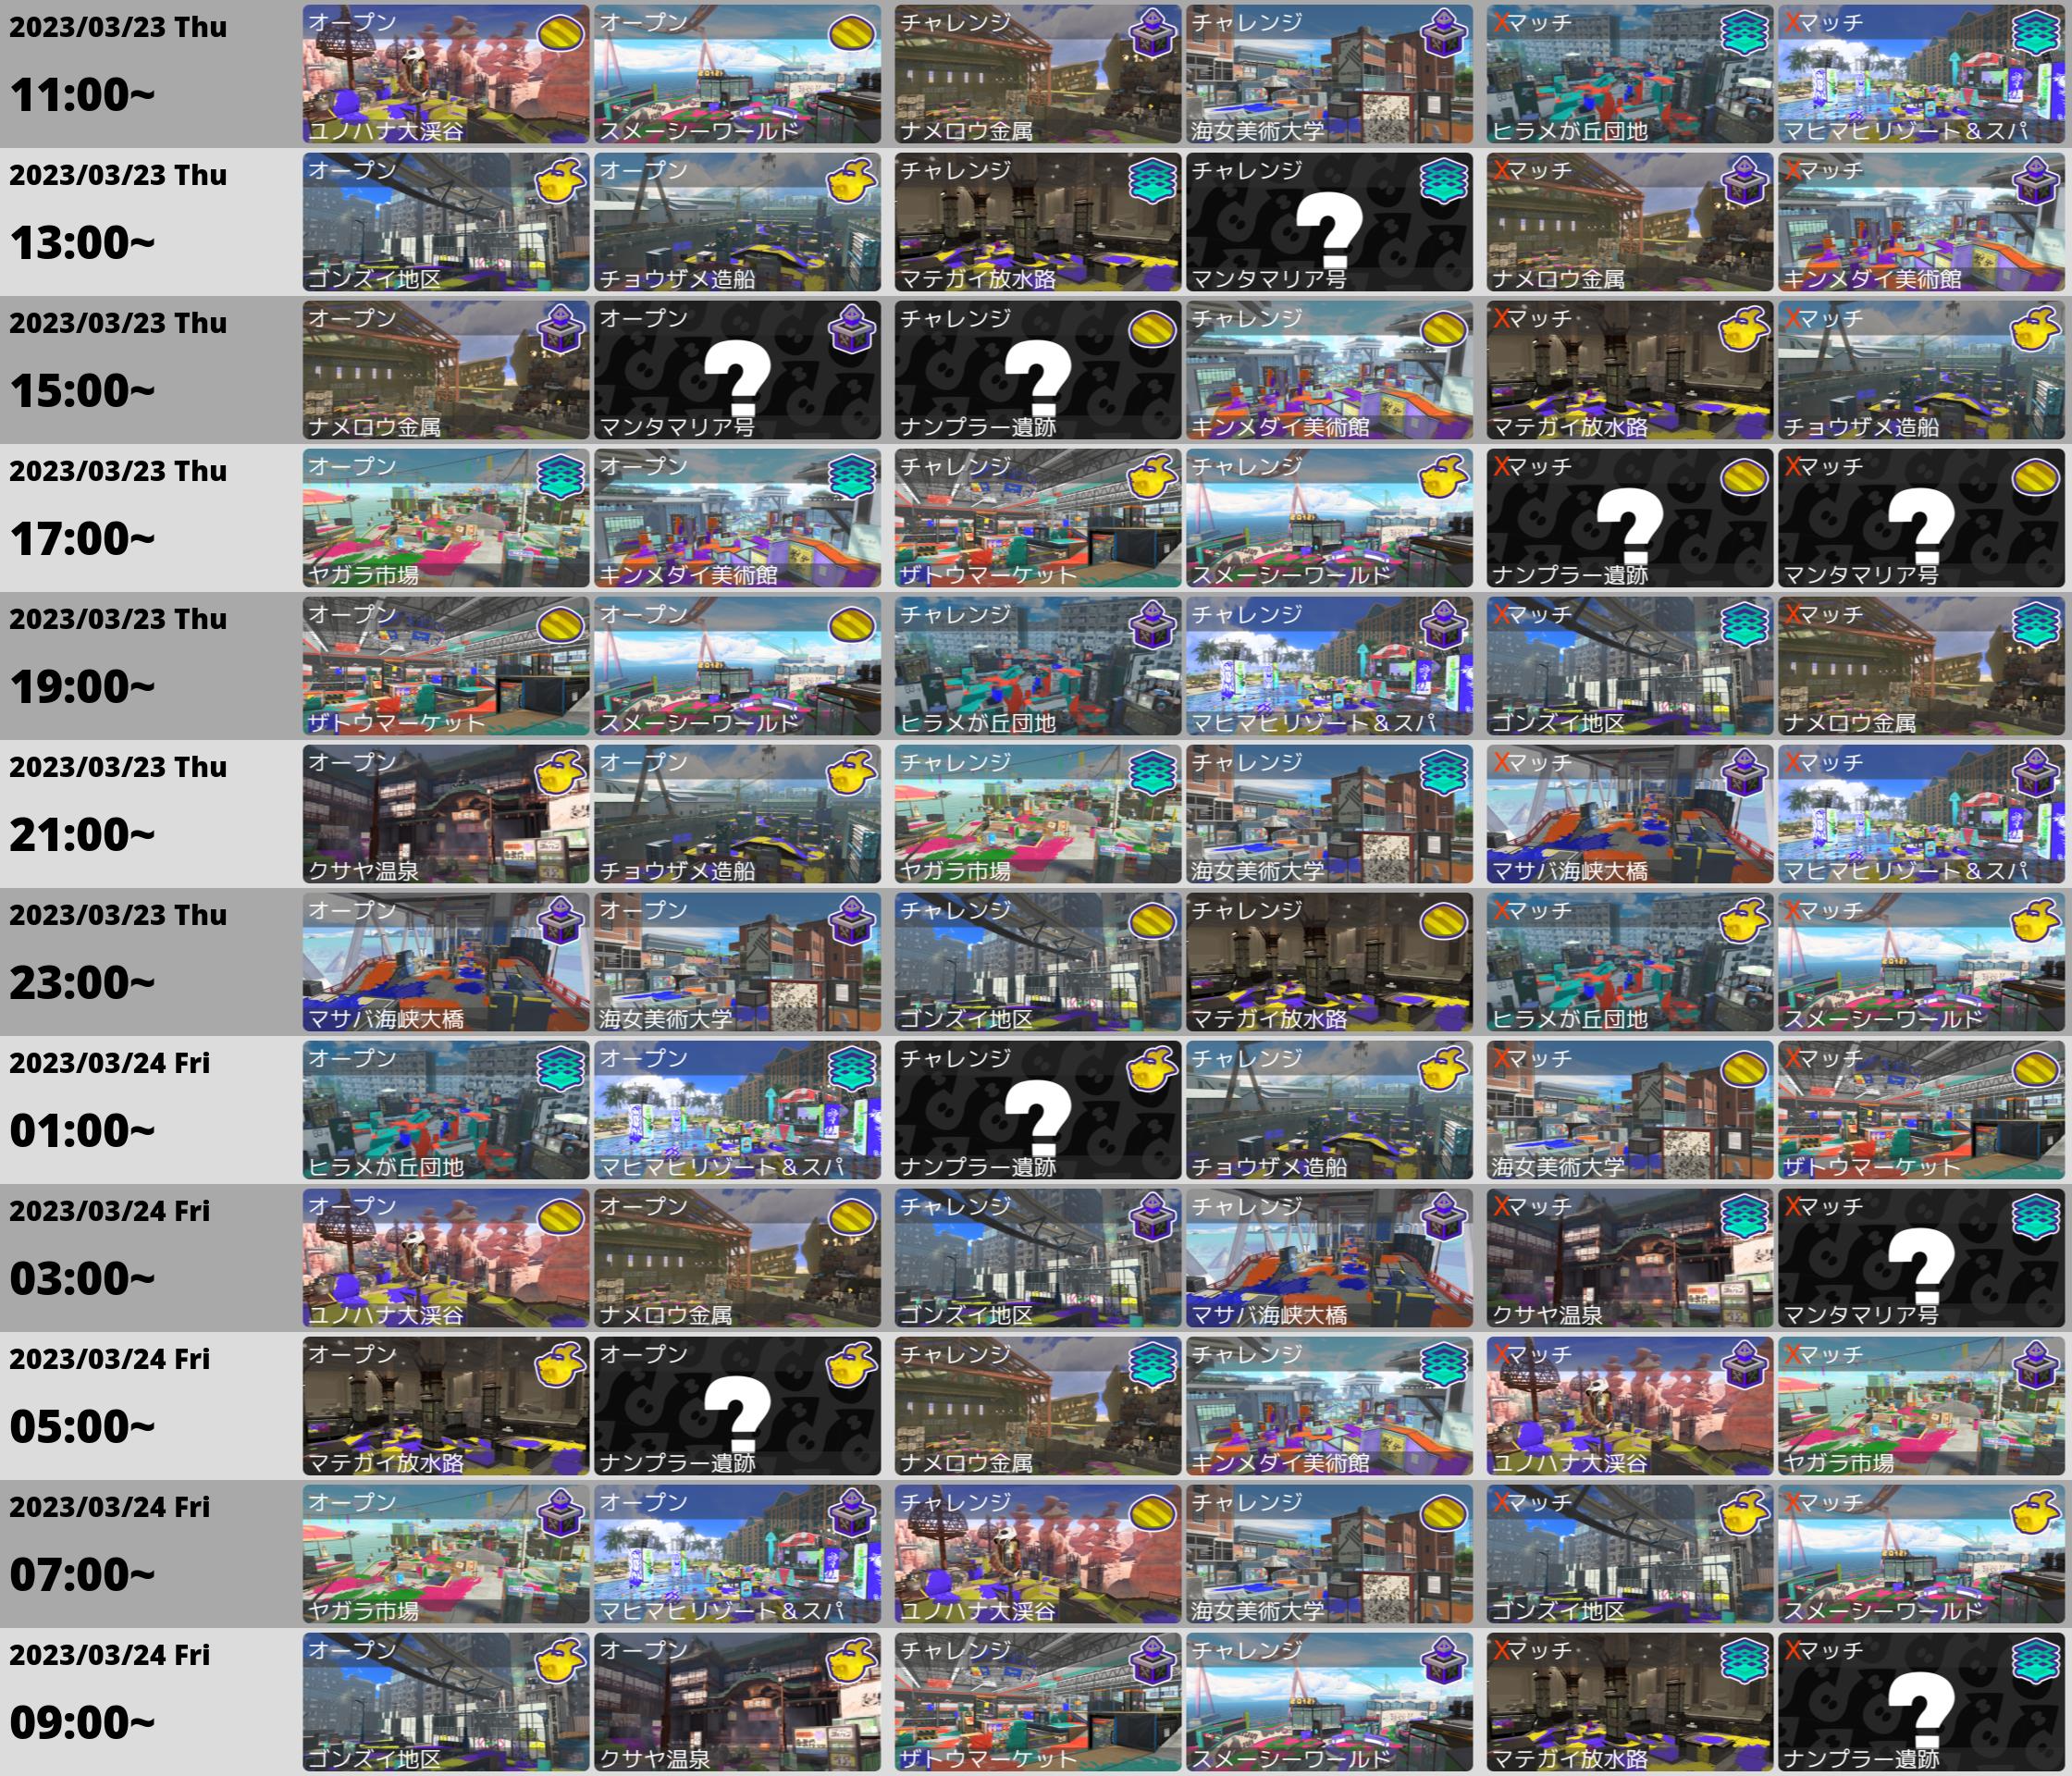 2023/03/23 Thu
11:00~
オープン
ユノハナ大渓谷
オープン
スメーシーワールド
チャレンジ
ナメロウ金属
チャレンジ
海女美術大学
Xマッチ
ヒラメが丘団地
Xマッチ
マヒマヒリゾート&スパ
2023/03/23 Thu
13:00~
オープン
ゴンズイ地区
オープン
チョウザメ造船
チャレンジ
マテガイ放水路
チャレンジ
マンタマリア号
Xマッチ
ナメロウ金属
Xマッチ
キンメダイ美術館
2023/03/23 Thu
15:00~
オープン
ナメロウ金属
オープン
マンタマリア号
チャレンジ
ナンプラー遺跡
チャレンジ
キンメダイ美術館
Xマッチ
マテガイ放水路
Xマッチ
チョウザメ造船
2023/03/23 Thu
17:00~
オープン
ヤガラ市場
オープン
キンメダイ美術館
チャレンジ
ザトウマーケット
チャレンジ
スメーシーワールド
Xマッチ
ナンプラー遺跡
Xマッチ
マンタマリア号
2023/03/23 Thu
19:00~
オープン
ザトウマーケット
オープン
スメーシーワールド
チャレンジ
ヒラメが丘団地
チャレンジ
マヒマヒリゾート&スパ
Xマッチ
ゴンズイ地区
Xマッチ
ナメロウ金属
2023/03/23 Thu
21:00~
オープン
クサヤ温泉
オープン
チョウザメ造船
チャレンジ
ヤガラ市場
チャレンジ
海女美術大学
Xマッチ
マサバ海峡大橋
Xマッチ
マヒマヒリゾート&スパ
2023/03/23 Thu
23:00~
オープン
マサバ海峡大橋
オープン
海女美術大学
チャレンジ
ゴンズイ地区
チャレンジ
マテガイ放水路
Xマッチ
ヒラメが丘団地
Xマッチ
スメーシーワールド
2023/03/24 Fri
01:00~
オープン
ヒラメが丘団地
オープン
マヒマヒリゾート&スパ
チャレンジ
ナンプラー遺跡
チャレンジ
チョウザメ造船
Xマッチ
海女美術大学
Xマッチ
ザトウマーケット
2023/03/24 Fri
03:00~
オープン
ユノハナ大渓谷
オープン
ナメロウ金属
チャレンジ
ゴンズイ地区
チャレンジ
マサバ海峡大橋
Xマッチ
クサヤ温泉
Xマッチ
マンタマリア号
2023/03/24 Fri
05:00~
オープン
マテガイ放水路
オープン
ナンプラー遺跡
チャレンジ
ナメロウ金属
チャレンジ
キンメダイ美術館
Xマッチ
ユノハナ大渓谷
Xマッチ
ヤガラ市場
2023/03/24 Fri
07:00~
オープン
ヤガラ市場
オープン
マヒマヒリゾート&スパ
チャレンジ
ユノハナ大渓谷
チャレンジ
海女美術大学
Xマッチ
ゴンズイ地区
Xマッチ
スメーシーワールド
2023/03/24 Fri
09:00~
オープン
ゴンズイ地区
オープン
クサヤ温泉
チャレンジ
ザトウマーケット
チャレンジ
スメーシーワールド
Xマッチ
マテガイ放水路
Xマッチ
ナンプラー遺跡